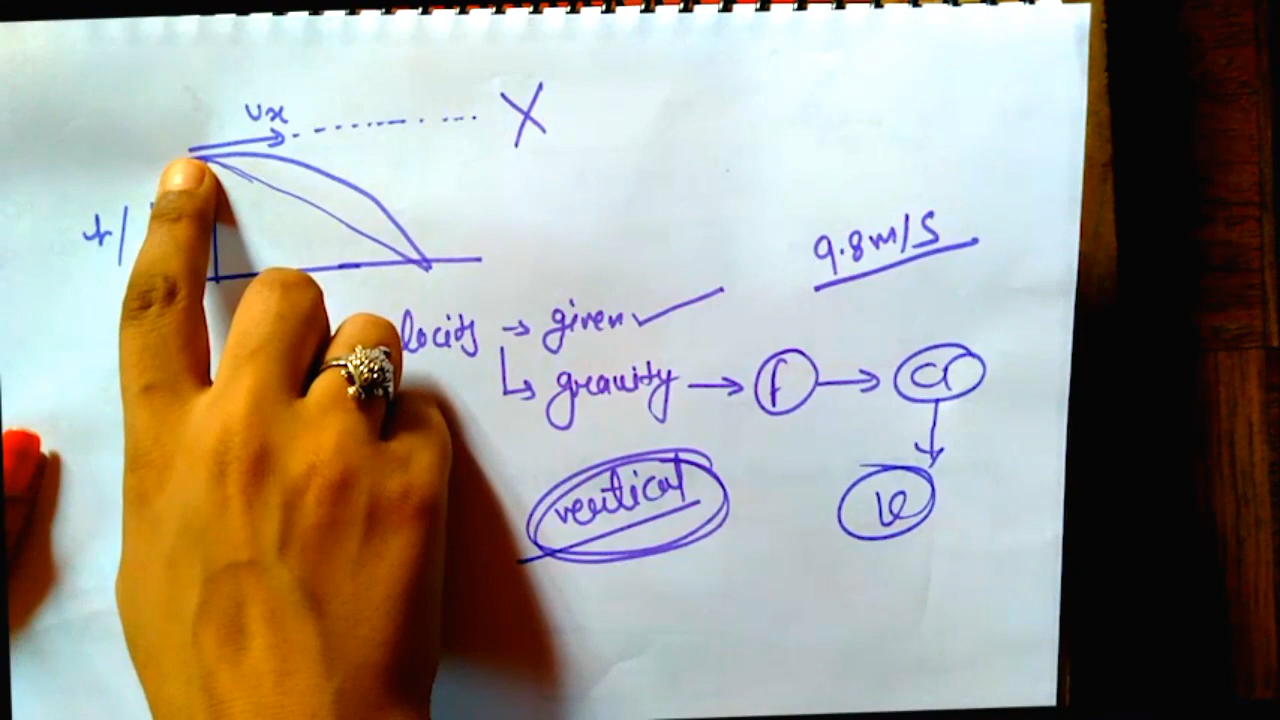 ux
X
9.8m/s
locity → given ✓
↳ gravity → f → a
vertical
v